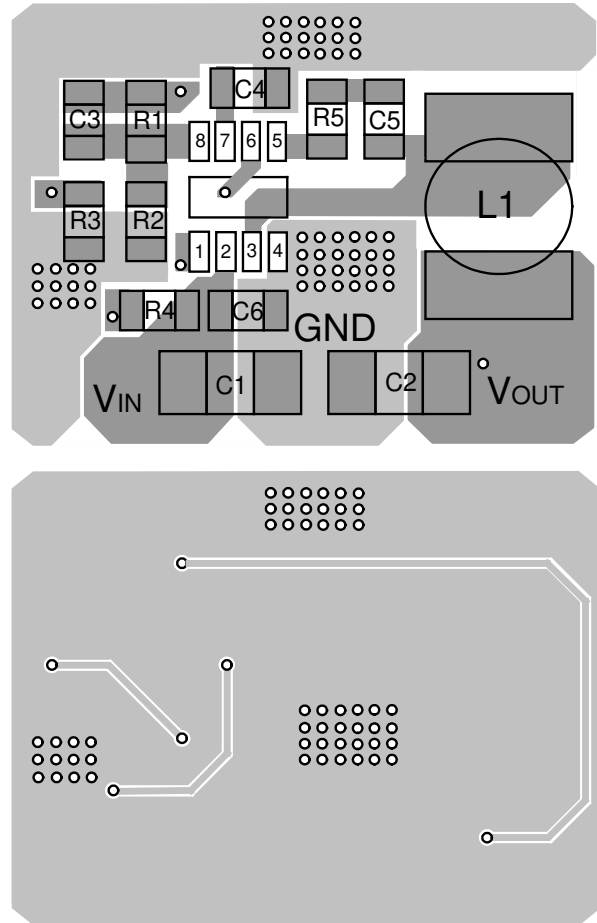 C4
C3 R1 R5 C5
8 7 6 5
R3 R2 L1
1 2 3 4
R4 C6 GND
C1 C2
VIN VOUT